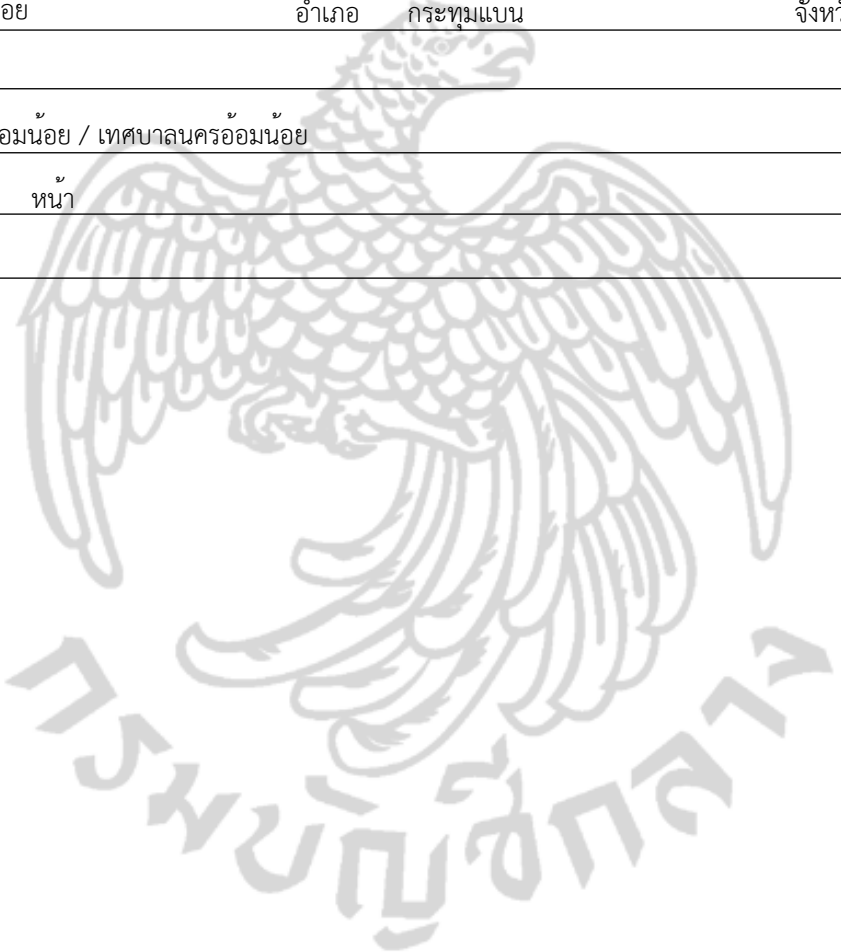 อย อำเภอ กระทุ่มแบน จังหวั
อมน้อย / เทศบาลนครอ้อมน้อย
หน้า
กรมบัญชีกลาง